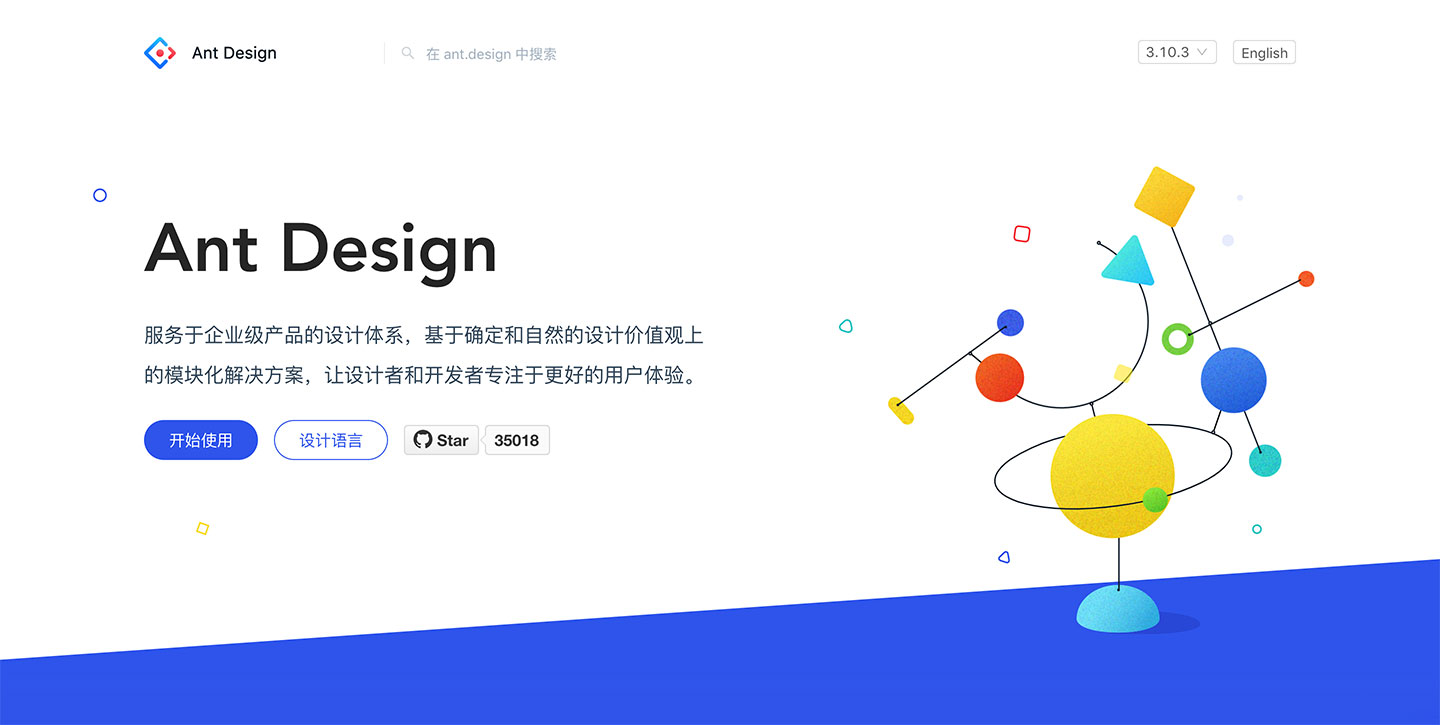 Ant Design
在 ant.design 中搜索
3.10.3
English
Ant Design
服务于企业级产品的设计体系，基于确定和自然的设计价值观上
的模块化解决方案，让设计者和开发者专注于更好的用户体验。
开始使用
设计语言
Star
35018